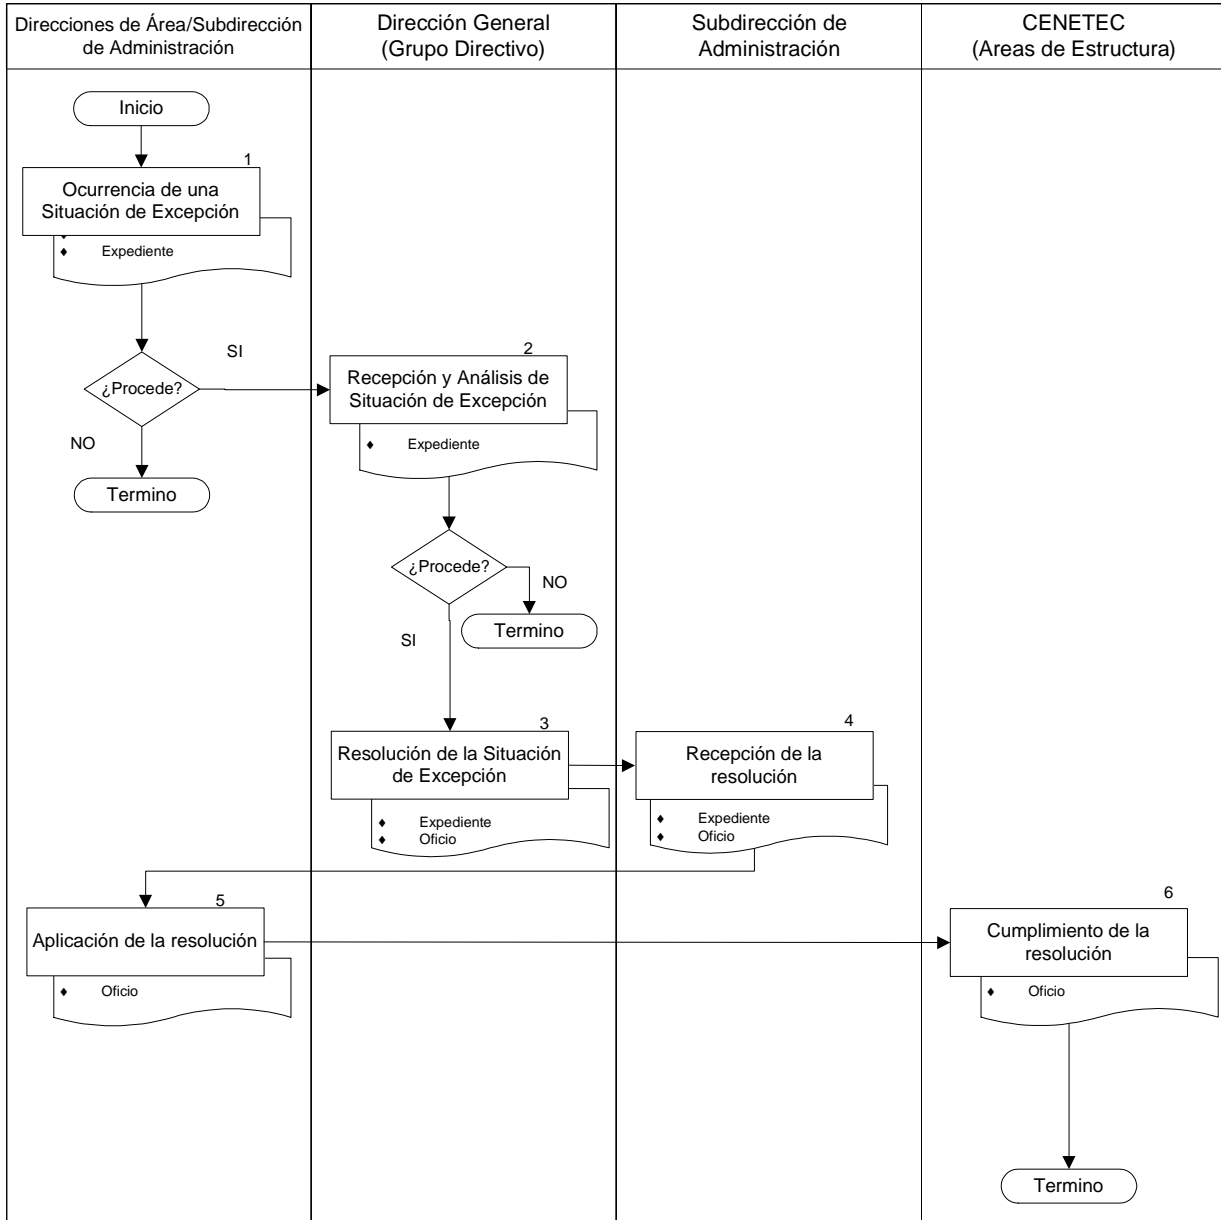 Direcciones de Área/Subdirección
de Administración
Dirección General
(Grupo Directivo)
Subdirección de
Administración
CENETEC
(Areas de Estructura)
Inicio
1
Ocurrencia de una
Situación de Excepción
♦ Expediente
¿Procede?
SI
NO
Termino
2
Recepción y Análisis de
Situación de Excepción
♦ Expediente
¿Procede?
NO
Termino
SI
3
Resolución de la Situación
de Excepción
♦ Expediente
♦ Oficio
4
Recepción de la
resolución
♦ Expediente
♦ Oficio
5
Aplicación de la resolución
♦ Oficio
6
Cumplimiento de la
resolución
♦ Oficio
Termino